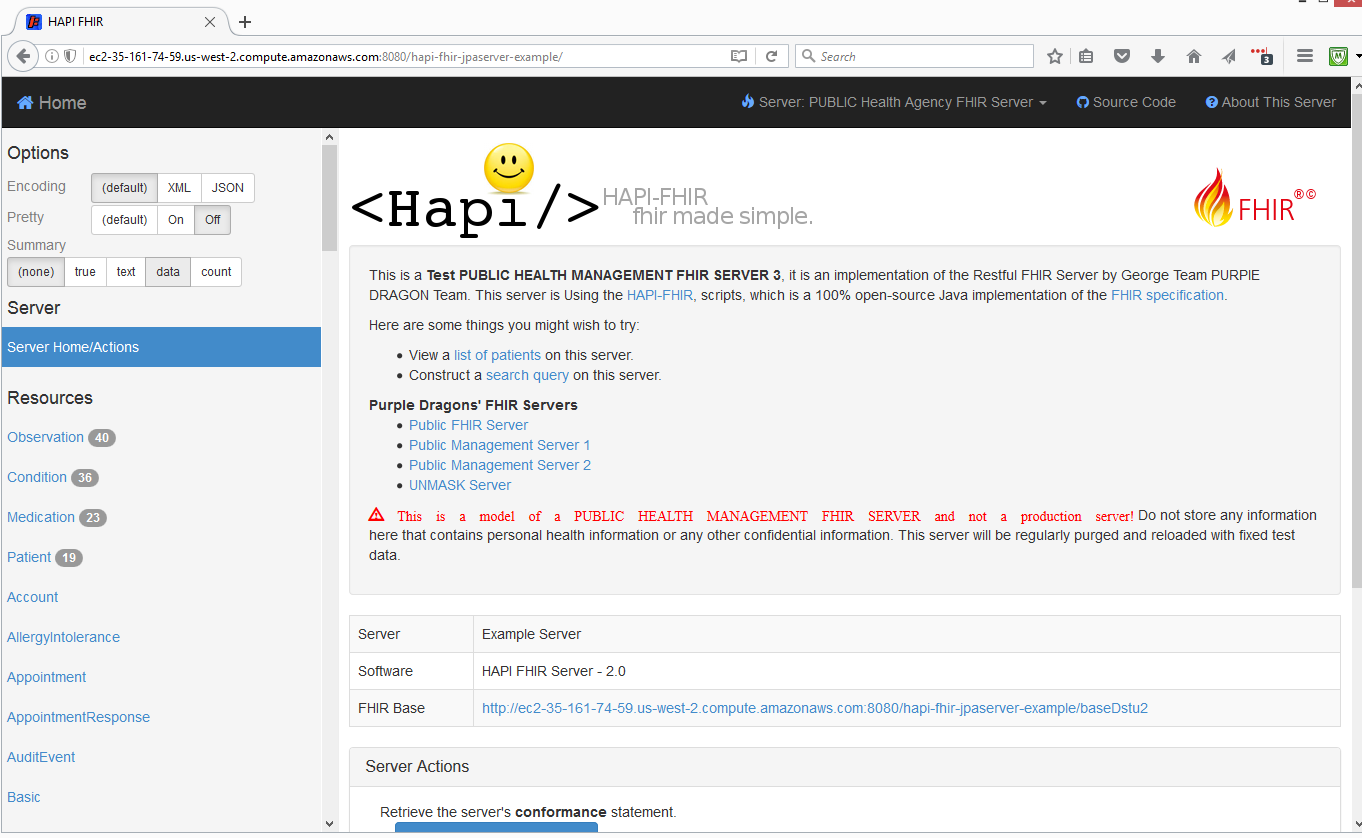 HAPI FHIR
ec2-35-161-74-59.us-west-2.compute.amazonaws.com:8080/hapi-fhir-jpaserver-example/
Search
3
Home
Server: PUBLIC Health Agency FHIR Server
Source Code
About This Server
Options
Encoding (default) XML JSON
Pretty (default) On Off
Summary
(none) true text data count
Server
Server Home/Actions
Resources
Observation 40
Condition 36
Medication 23
Patient 19
Account
AllergyIntolerance
Appointment
AppointmentResponse
AuditEvent
Basic
<Hapi/>
HAPI-FHIR
fhir made simple.
FHIR®©
This is a Test PUBLIC HEALTH MANAGEMENT FHIR SERVER 3, it is an implementation of the Restful FHIR Server by George Team PURPIE
DRAGON Team. This server is Using the HAPI-FHIR, scripts, which is a 100% open-source Java implementation of the FHIR specification.
Here are some things you might wish to try:
• View a list of patients on this server.
• Construct a search query on this server.
Purple Dragons' FHIR Servers
• Public FHIR Server
• Public Management Server 1
• Public Management Server 2
• UNMASK Server
This is a model of a PUBLIC HEALTH MANAGEMENT FHIR SERVER and not a production server! Do not store any information
here that contains personal health information or any other confidential information. This server will be regularly purged and reloaded with fixed test
data.
Server Example Server
Software HAPI FHIR Server - 2.0
FHIR Base http://ec2-35-161-74-59.us-west-2.compute.amazonaws.com:8080/hapi-fhir-jpaserver-example/baseDstu2
Server Actions
Retrieve the server's conformance statement.